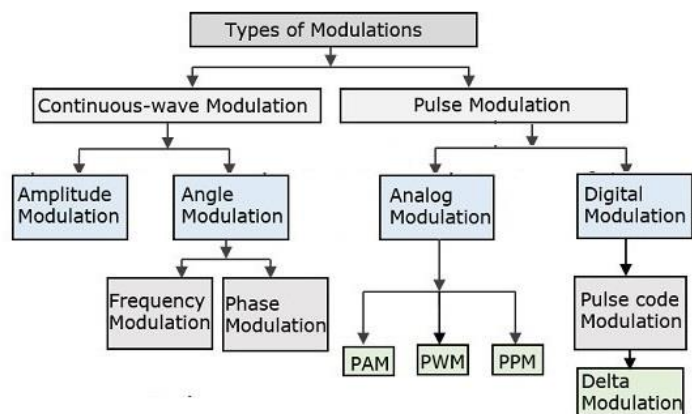 Types of Modulations
Continuous-wave Modulation
Pulse Modulation
Amplitude
Modulation
Angle
Modulation
Analog
Modulation
Digital
Modulation
Frequency
Modulation
Phase
Modulation
Pulse code
Modulation
PAM
PWM
PPM
Delta
Modulation